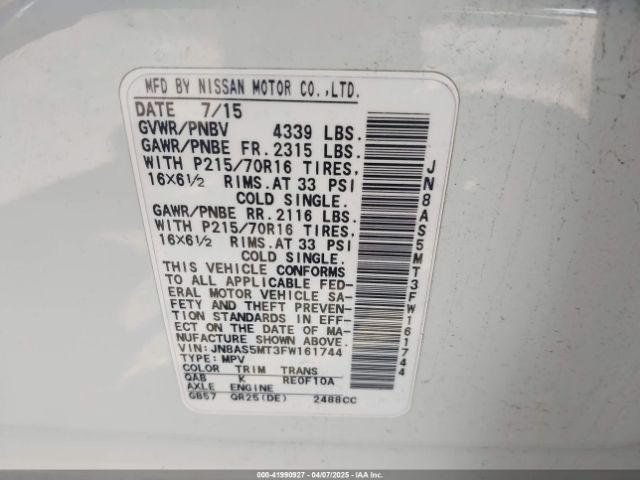 MFD BY NISSAN MOTOR CO.,LTD.
DATE 7/15
GVWR/PNBV 4339 LBS.
GAWR/PNBE FR. 2315 LBS.
WITH P215/70R16 TIRES,
16X6½ RIMS.AT 33 PSI
COLD SINGLE.
GAWR/PNBE RR. 2116 LBS.
WITH P215/70R16 TIRES,
16X6½ RIMS.AT 33 PSI
COLD SINGLE.
THIS VEHICLE CONFORMS
TO ALL APPLICABLE FED-
ERAL MOTOR VEHICLE SA-
FETY AND THEFT PREVEN-
TION STANDARDS IN EFF-
ECT ON THE DATE OF MA-
NUFACTURE SHOWN ABOVE.
VIN: JN8AS5MT3FW161744
TYPE: MPV
COLOR TRIM TRANS
QAB K RE0F10A
AXLE ENGINE
GB57 QR25(DE) 2488CC
JN8AS5MT3FW161744
000-41990927 - 04/07/2025 - IAAI.COM